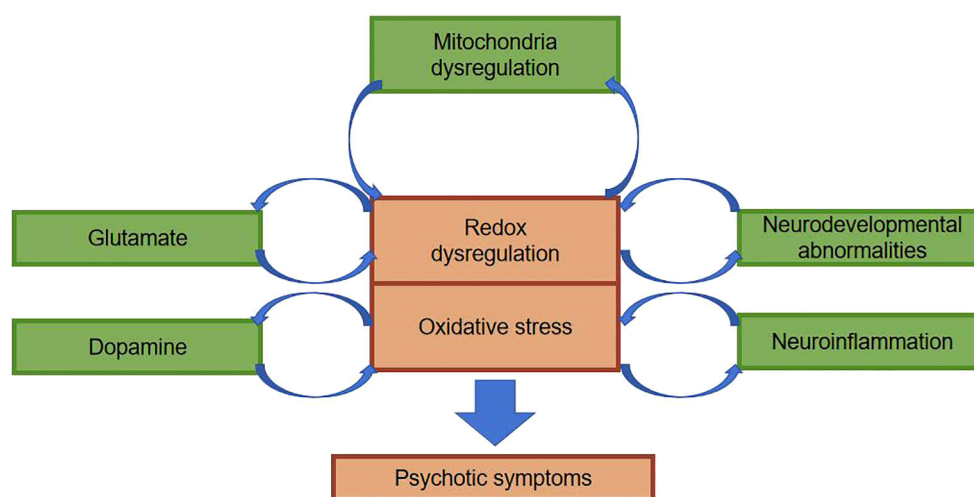 Mitochondria
dysregulation
Glutamate
Redox
dysregulation
Neurodevelopmental
abnormalities
Dopamine
Oxidative stress
Neuroinflammation
Psychotic symptoms